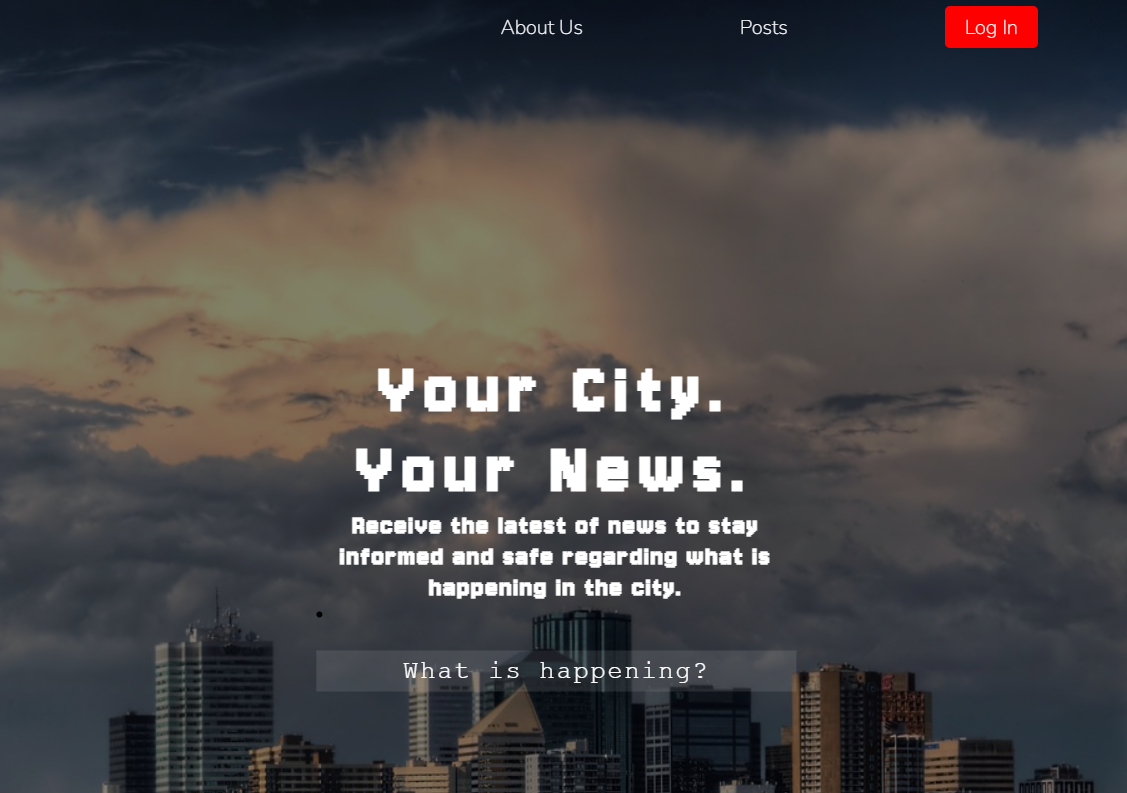 About Us Posts Log In
Your City.
Your News.
Receive the latest of news to stay
informed and safe regarding what is
happening in the city.
What is happening?